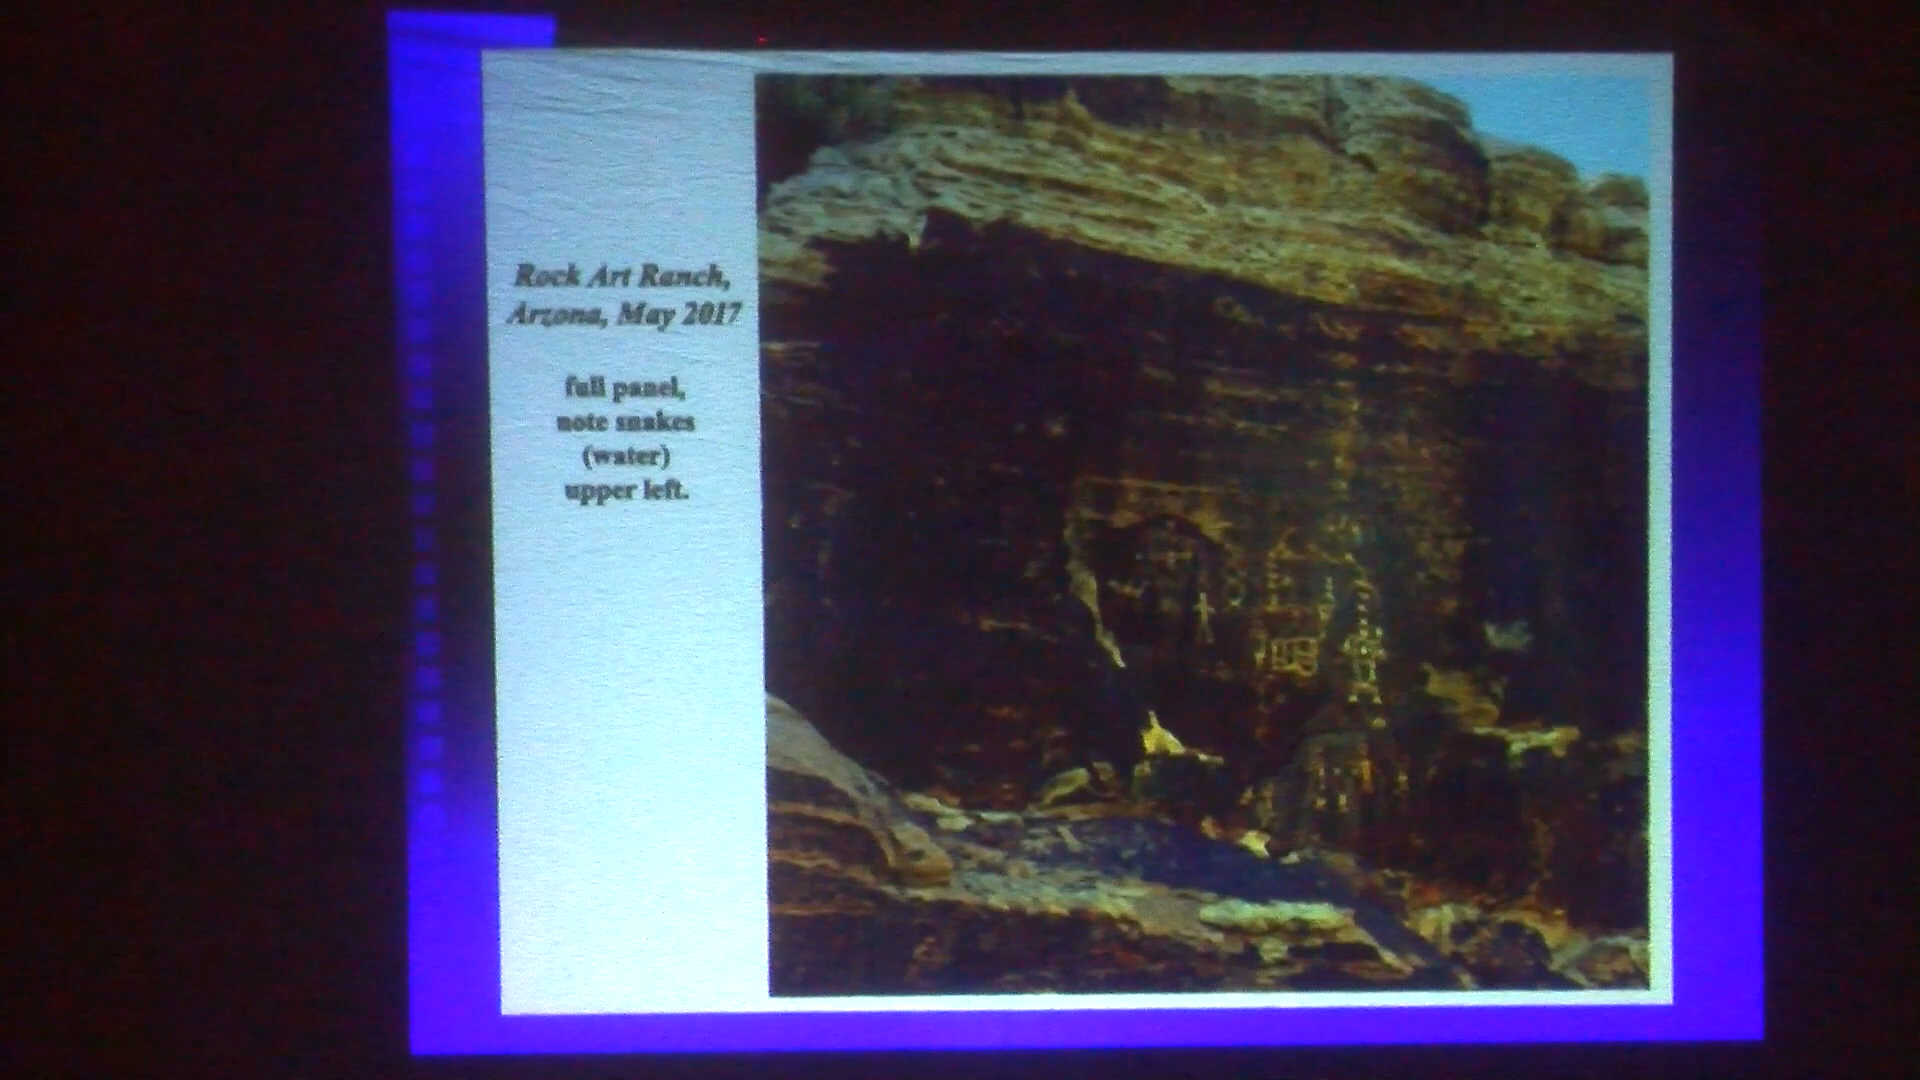 Rock Art Ranch,
Arzona, May 2017
full panel,
note snakes
(water)
upper left.